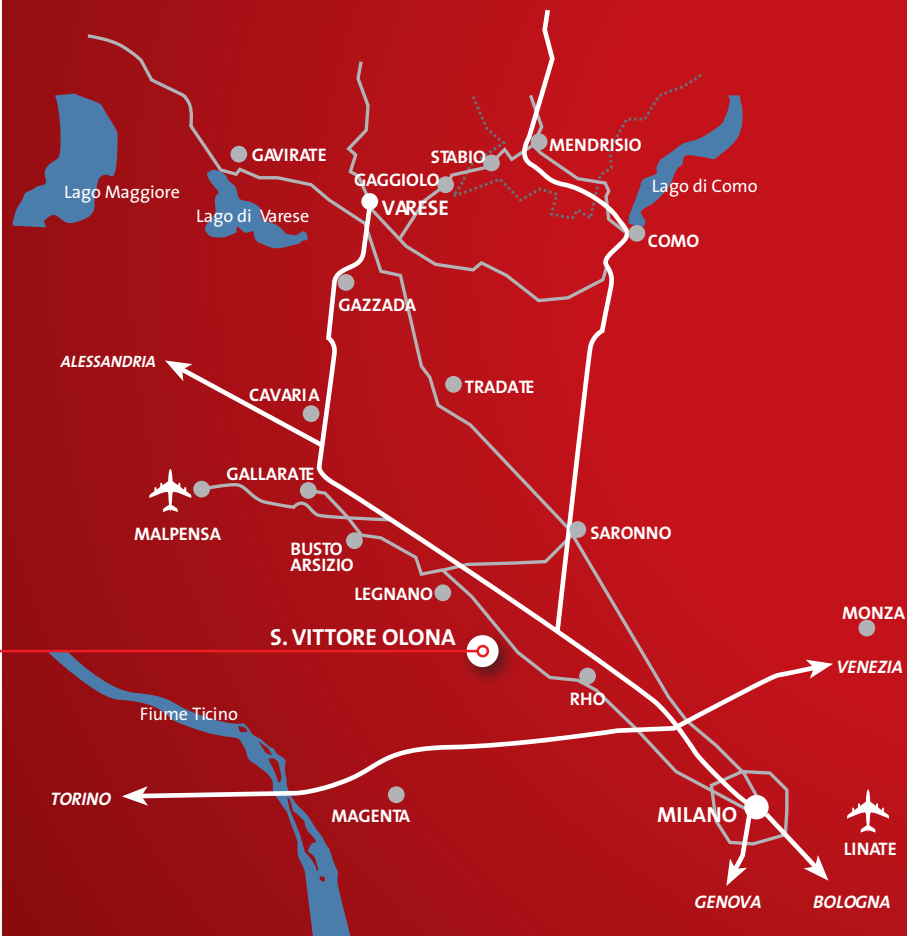 MENDRISIO
GAVIRATE
STABIO
GAGGIOLO
Lago Maggiore
Lago di Como
VARESE
Lago di Varese
COMO
GAZZADA
ALESSANDRIA
TRADATE
CAVARIA
GALLARATE
MALPENSA
SARONNO
BUSTO
ARSIZIO
LEGNANO
MONZA
S. VITTORE OLONA
VENEZIA
RHO
Fiume Ticino
TORINO
MAGENTA
MILANO
LINATE
GENOVA
BOLOGNA